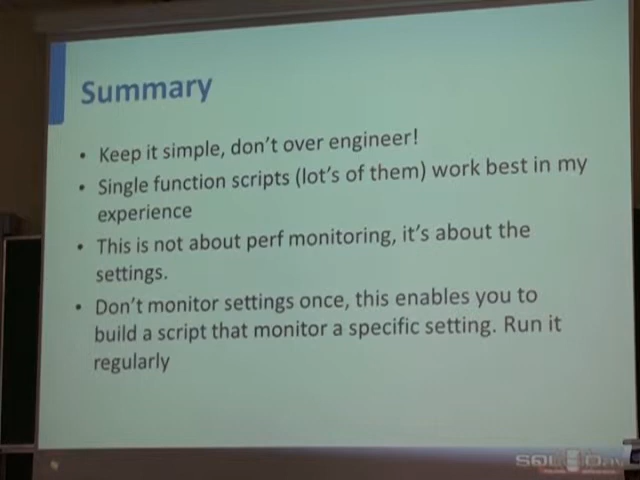 Summary
• Keep it simple, don't over engineer!
• Single function scripts (lot's of them) work best in my
experience
• This is not about perf monitoring, it's about the
settings.
• Don't monitor settings once, this enables you to
build a script that monitor a specific setting. Run it
regularly